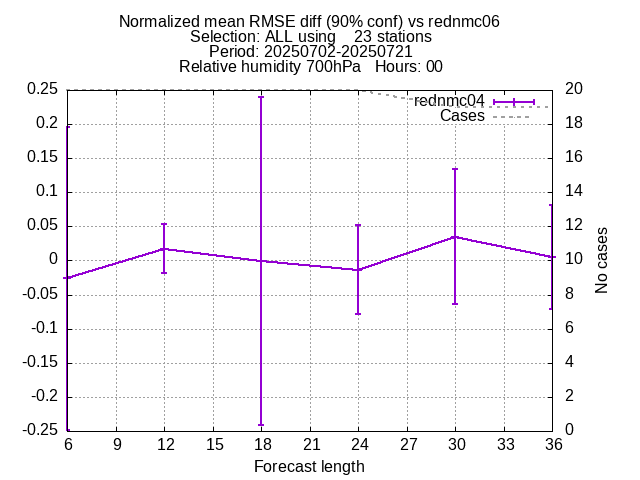 Normalized mean RMSE diff (90% conf) vs rednmc06
Selection: ALL using    23 stations
Period: 20250702-20250721
Relative humidity 700hPa   Hours: 00
rednmc04
Cases
0.25
0.2
0.15
0.1
0.05
0
-0.05
-0.1
-0.15
-0.2
-0.25
20
18
16
14
12
10
8
6
4
2
0
No cases
6 9 12 15 18 21 24 27 30 33 36
Forecast length